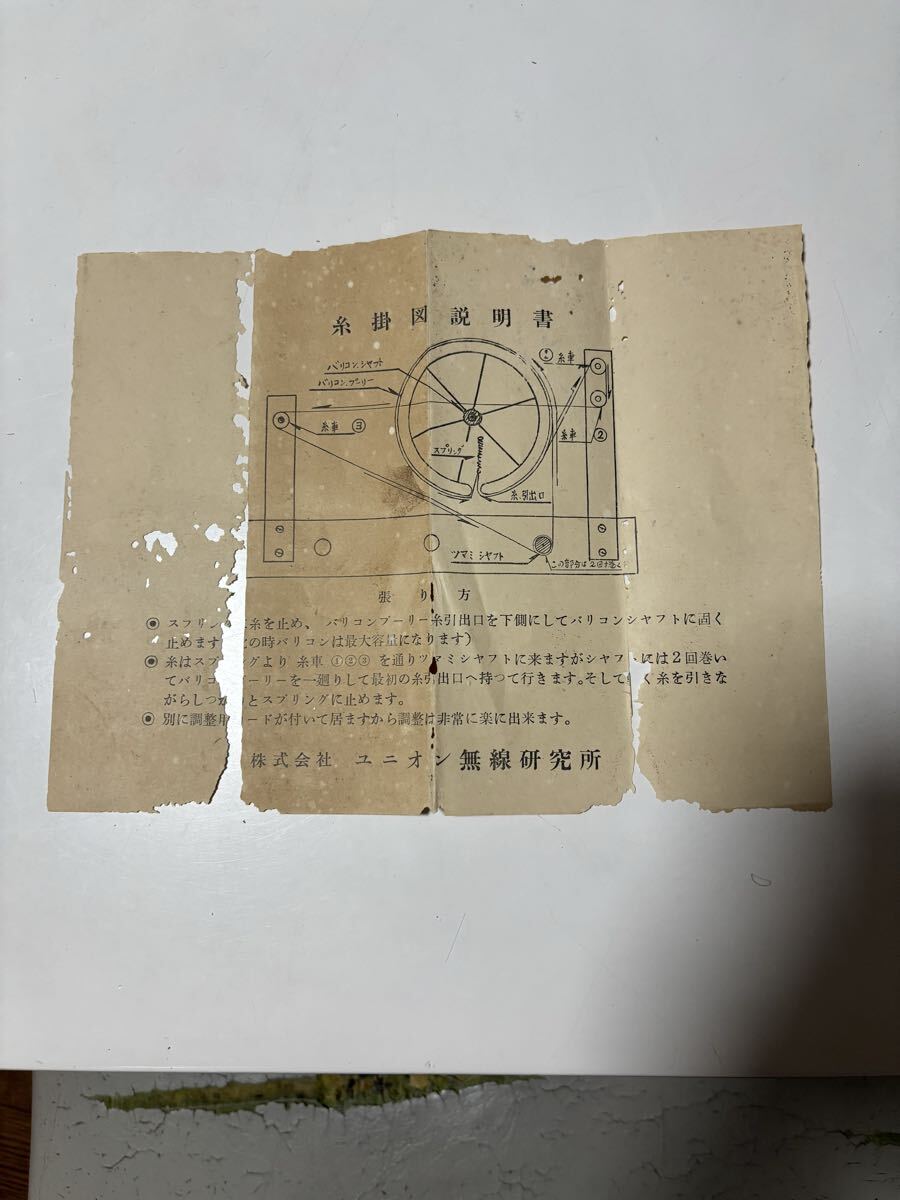 糸掛図説明書
バリコンシャフト
バリコンプーリー
① 糸車
糸車 ③
糸車 ②
スプリング
糸引出口
ツマミシャフト
この部分は2回巻く
張り方
◉ スプリン 糸を止め、バリコンプーリー糸引出口を下側にしてバリコンシャフトに固く
止めます の時バリコンは最大容量になります)
◉ 糸はスプ グより 糸車 ①②③ を通りツマミシャフトに来ますがシャフトには2回巻い
てバリコ ーリーを一廻りして最初の糸引出口へ持つて行きます。そして く糸を引きな
がらしつか とスプリングに止めます。
◉ 別に調整用 ードが付いて居ますから調整は非常に楽に出来ます。
株式会社 ユニオン無線研究所